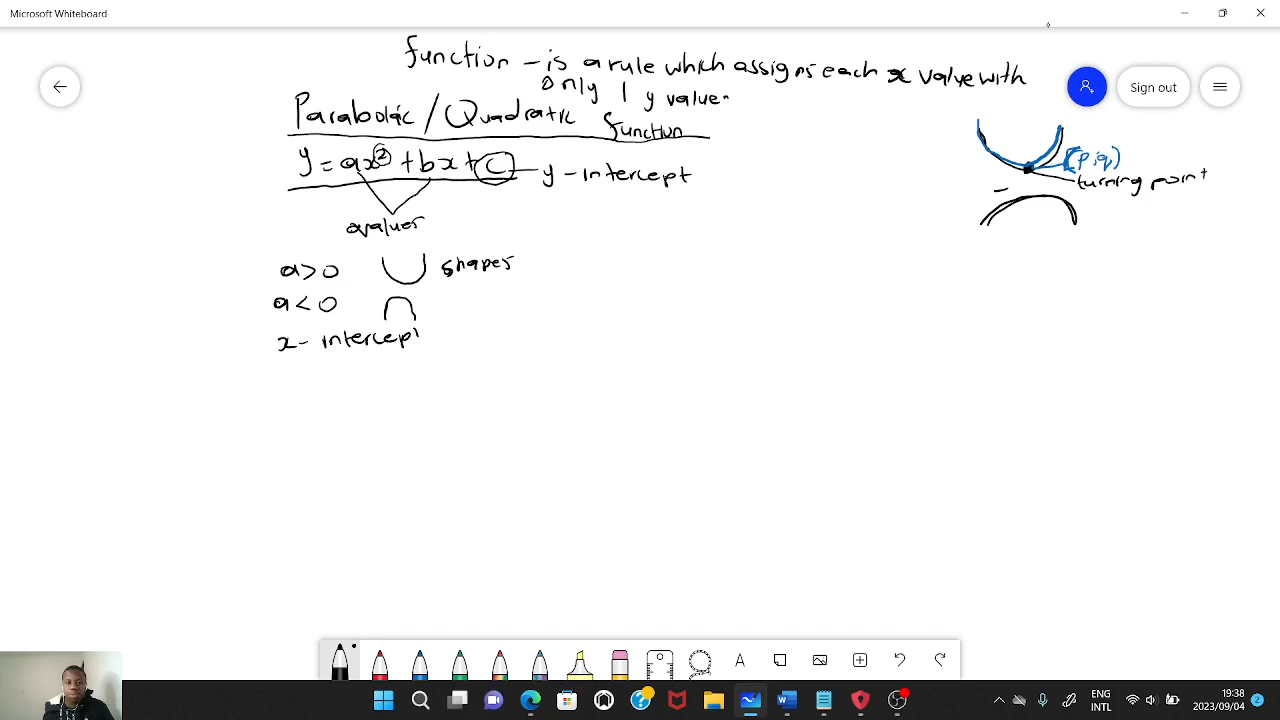 Microsoft Whiteboard
function - is a rule which assigns each x value with
only 1 y value
Sign out
Parabolic / Quadratic function
y = ax² + bx + c - y-intercept
(p;q)
turning point
a values
a > 0 shapes
a < 0
x - intercept
ENG
INTL
19:38
2023/09/04
2